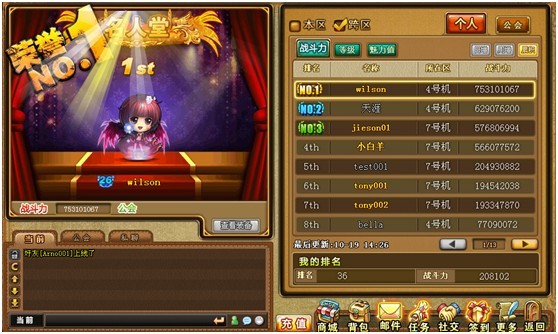 荣誉
NO.1
名人堂
1st
26 wilson
战斗力 753101067 公会
查看装备
当前 公会 私聊
好友[Arno001]上线了
当前
本区 跨区 个人 公会
战斗力 等级 魅力值
排名 名称 所在区 战斗力
NO.1 wilson 4号机 753101067
NO.2 天涯 4号机 629076200
NO.3 jieson01 7号机 576806994
4th 小白羊 7号机 566077572
5th test001 7号机 204930882
6th tony001 7号机 194542038
7th tony002 7号机 193347870
8th bella 4号机 77090072
最后更新:10-19 14:26 1/13
我的排名
排名 36 战斗力 208102
充值 商城 背包 邮件 任务 社交 签到 更多 返回